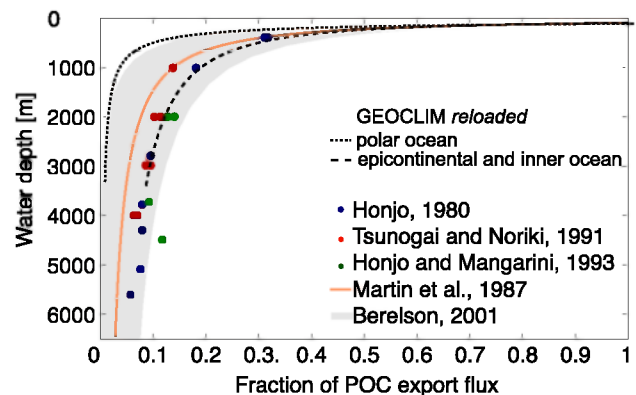 0
1000
2000
3000
4000
5000
6000
Water depth [m]
GEOCLIM reloaded
polar ocean
epicontinental and inner ocean
Honjo, 1980
Tsunogai and Noriki, 1991
Honjo and Mangarini, 1993
Martin et al., 1987
Berelson, 2001
0 0.1 0.2 0.3. 0.4 0.5 0.6 0.7 0.8 0.9 1
Fraction of POC export flux